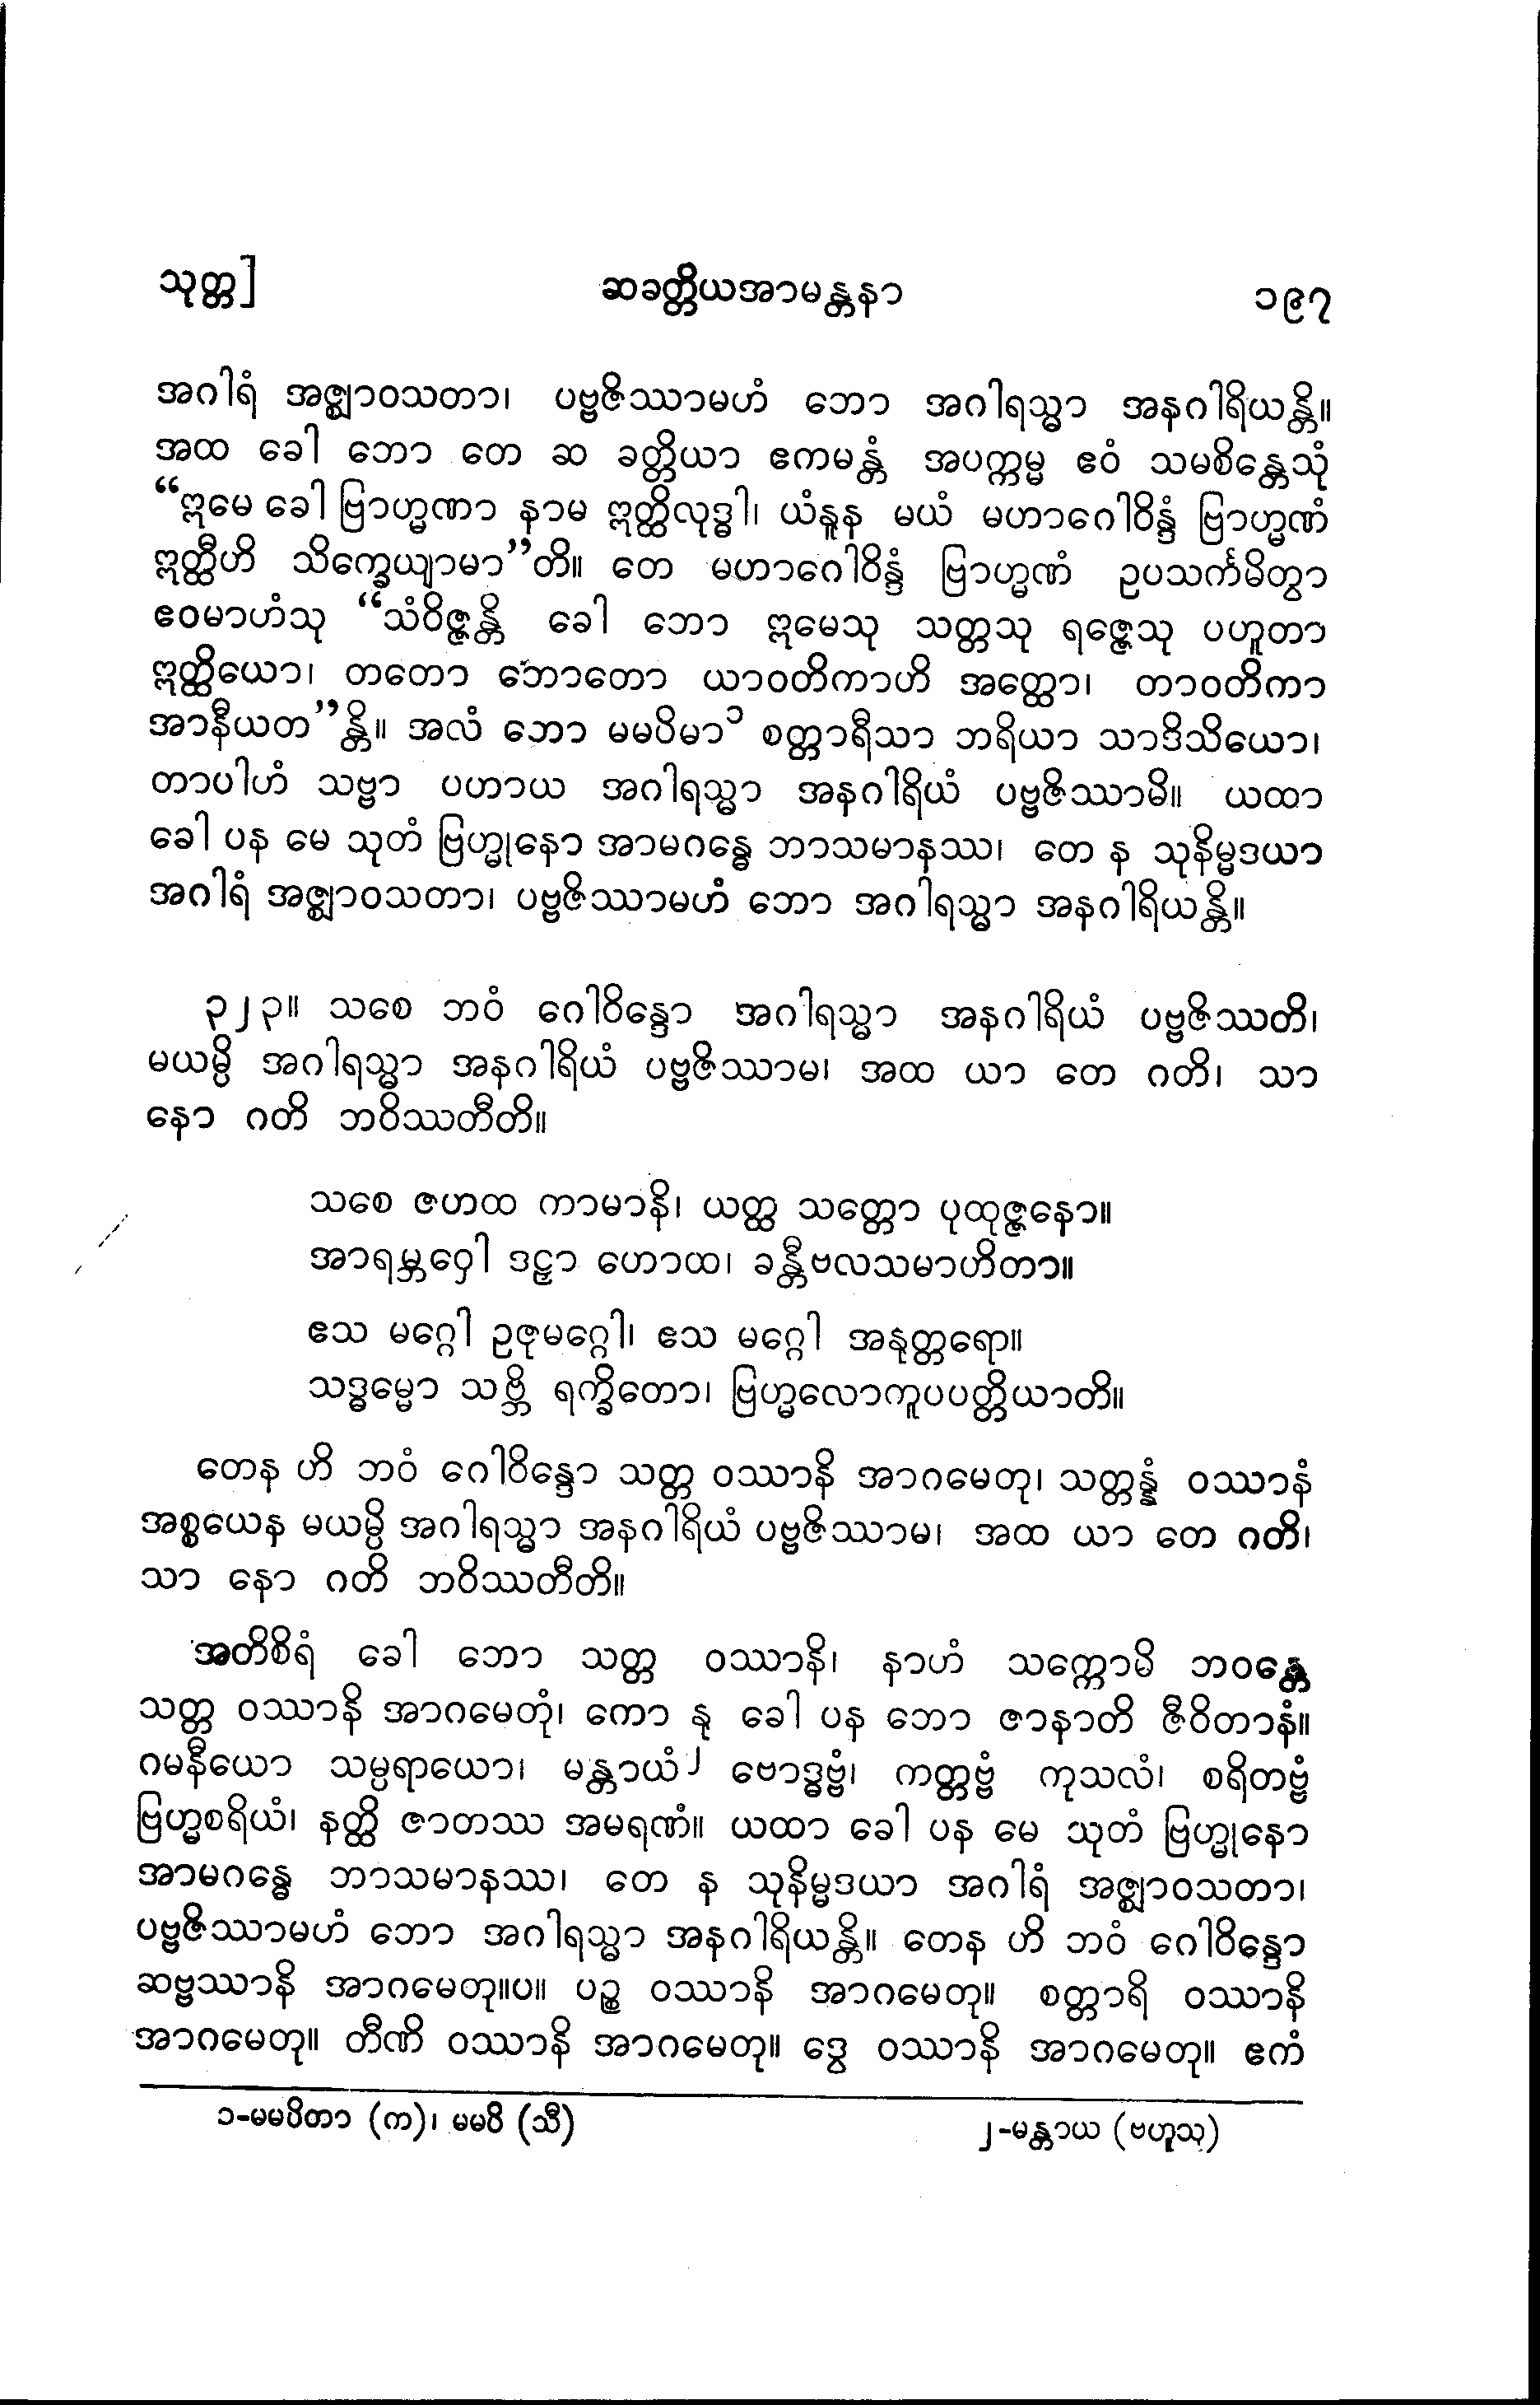 သုတ္တ]
ဆခတ္တိယအာမန္တနာ
၁၉၇
အဂါရံ အဇ္ဈာဝသတာ၊ ပဗ္ဗဇိဿာမဟံ ဘော အဂါရသ္မာ အနဂါရိယန္တိ။
အထ ခေါ ဘော တေ ဆ ခတ္တိယာ ဧကမန္တံ အပက္ကမ္မ ဧဝံ သမစိန္တေသုံ
“ဣမေ ခေါ ဗြာဟ္မဏာ နာမ ဣတ္ထိလုဒ္ဓါ၊ ယံနူန မယံ မဟာဂေါဝိန္ဒံ ဗြာဟ္မဏံ
ဣတ္ထီဟိ သိက္ခေယျာမာ”တိ။ တေ မဟာဂေါဝိန္ဒံ ဗြာဟ္မဏံ ဥပသင်္ကမိတွာ
ဧဝမာဟံသု “သံဝိဇ္ဇန္တိ ခေါ ဘော ဣမေသု သတ္တသု ရဇ္ဇေသု ပဟူတာ
ဣတ္ထိယော၊ တတော ဘောတော ယာဝတိကာဟိ အတ္ထော၊ တာဝတိကာ
အာနီယတ”န္တိ။ အလံ ဘော မမပိမာ၁ စတ္တာရီသာ ဘရိယာ သာဒိသိယော၊
တာပါဟံ သဗ္ဗာ ပဟာယ အဂါရသ္မာ အနဂါရိယံ ပဗ္ဗဇိဿာမိ။ ယထာ
ခေါ ပန မေ သုတံ ဗြဟ္မုနော အာမဂန္ဓေ ဘာသမာနဿ၊ တေ န သုနိမ္မဒယာ
အဂါရံ အဇ္ဈာဝသတာ၊ ပဗ္ဗဇိဿာမဟံ ဘော အဂါရသ္မာ အနဂါရိယန္တိ။
၃၂၃။ သစေ ဘဝံ ဂေါဝိန္ဒော အဂါရသ္မာ အနဂါရိယံ ပဗ္ဗဇိဿတိ၊
မယမ္ပိ အဂါရသ္မာ အနဂါရိယံ ပဗ္ဗဇိဿာမ၊ အထ ယာ တေ ဂတိ၊ သာ
နော ဂတိ ဘဝိဿတီတိ။
သစေ ဇဟထ ကာမာနိ၊ ယတ္ထ သတ္တော ပုထုဇ္ဇနော။
အာရမ္ဘဝှေါ ဒဠှာ ဟောထ၊ ခန္တီဗလသမာဟိတာ။
ဧသ မဂ္ဂေါ ဥဇုမဂ္ဂေါ၊ ဧသ မဂ္ဂေါ အနုတ္တရော။
သဒ္ဓမ္မော သဗ္ဘိ ရက္ခိတော၊ ဗြဟ္မလောကူပပတ္တိယာတိ။
တေန ဟိ ဘဝံ ဂေါဝိန္ဒော သတ္တ ဝဿာနိ အာဂမေတု၊ သတ္တန္နံ ဝဿာနံ
အစ္စယေန မယမ္ပိ အဂါရသ္မာ အနဂါရိယံ ပဗ္ဗဇိဿာမ၊ အထ ယာ တေ ဂတိ၊
သာ နော ဂတိ ဘဝိဿတီတိ။
အတိစိရံ ခေါ ဘော သတ္တ ဝဿာနိ၊ နာဟံ သက္ကောမိ ဘဝန္တေ
သတ္တ ဝဿာနိ အာဂမေတုံ၊ ကော နု ခေါ ပန ဘော ဇာနာတိ ဇီဝိတာနံ။
ဂမနီယော သမ္ပရာယော၊ မန္တာယံ၂ ဗောဒ္ဓဗ္ဗံ၊ ကတ္တဗ္ဗံ ကုသလံ၊ စရိတဗ္ဗံ
ဗြဟ္မစရိယံ၊ နတ္ထိ ဇာတဿ အမရဏံ။ ယထာ ခေါ ပန မေ သုတံ ဗြဟ္မုနော
အာမဂန္ဓေ ဘာသမာနဿ၊ တေ န သုနိမ္မဒယာ အဂါရံ အဇ္ဈာဝသတာ၊
ပဗ္ဗဇိဿာမဟံ ဘော အဂါရသ္မာ အနဂါရိယန္တိ။ တေန ဟိ ဘဝံ ဂေါဝိန္ဒော
ဆဗ္ဗဿာနိ အာဂမေတု။ပ။ ပဉ္စ ဝဿာနိ အာဂမေတု။ စတ္တာရိ ဝဿာနိ
အာဂမေတု။ တီဏိ ဝဿာနိ အာဂမေတု။ ဒွေ ဝဿာနိ အာဂမေတု။ ဧကံ
၁-မမပိတာ (က)၊ မမပိ (သီ)
၂-မန္တာယ (ဗဟူသု)